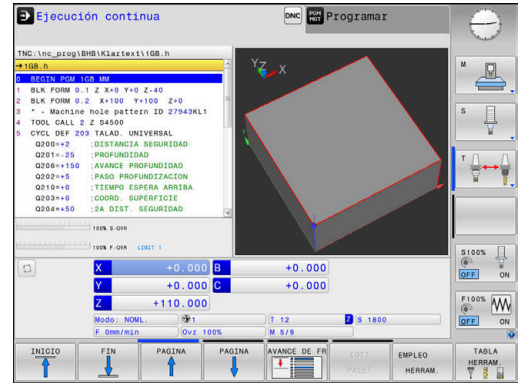 Ejecución continua
DNC
PGM MGT
Programar
TNC:\nc_prog\BHB\Klartext\1GB.h
→1GB.h
0 BEGIN PGM 1GB MM
1 BLK FORM 0.1 Z X+0 Y+0 Z-40
2 BLK FORM 0.2 X+100 Y+100 Z+0
3 * - Machine hole pattern ID 27943KL1
4 TOOL CALL 2 Z S4500
5 CYCL DEF 203 TALAD. UNIVERSAL
Q200=+2 ;DISTANCIA SEGURIDAD
Q201=-25 ;PROFUNDIDAD
Q206=+150 ;AVANCE PROFUNDIDAD
Q202=+5 ;PASO PROFUNDIZACION
Q210=+0 ;TIEMPO ESPERA ARRIBA
Q203=+0 ;COORD. SUPERFICIE
Q204=+50 ;2A DIST. SEGURIDAD
Y Z X
100% S-OVR
100% F-OVR LIMIT 1
X +0.000 B +0.000
Y +0.000 C +0.000
Z +110.000
Modo: NOML. 1 T 12 Z S 1800
F 0mm/min Ovr 100% M 5/9
M
S
T
S100%
OFF ON
F100%
OFF ON
INICIO
FIN
PAGINA
PAGINA
AVANCE DE FR
EDIT PALET
EMPLEO HERRAM.
TABLA HERRAM.